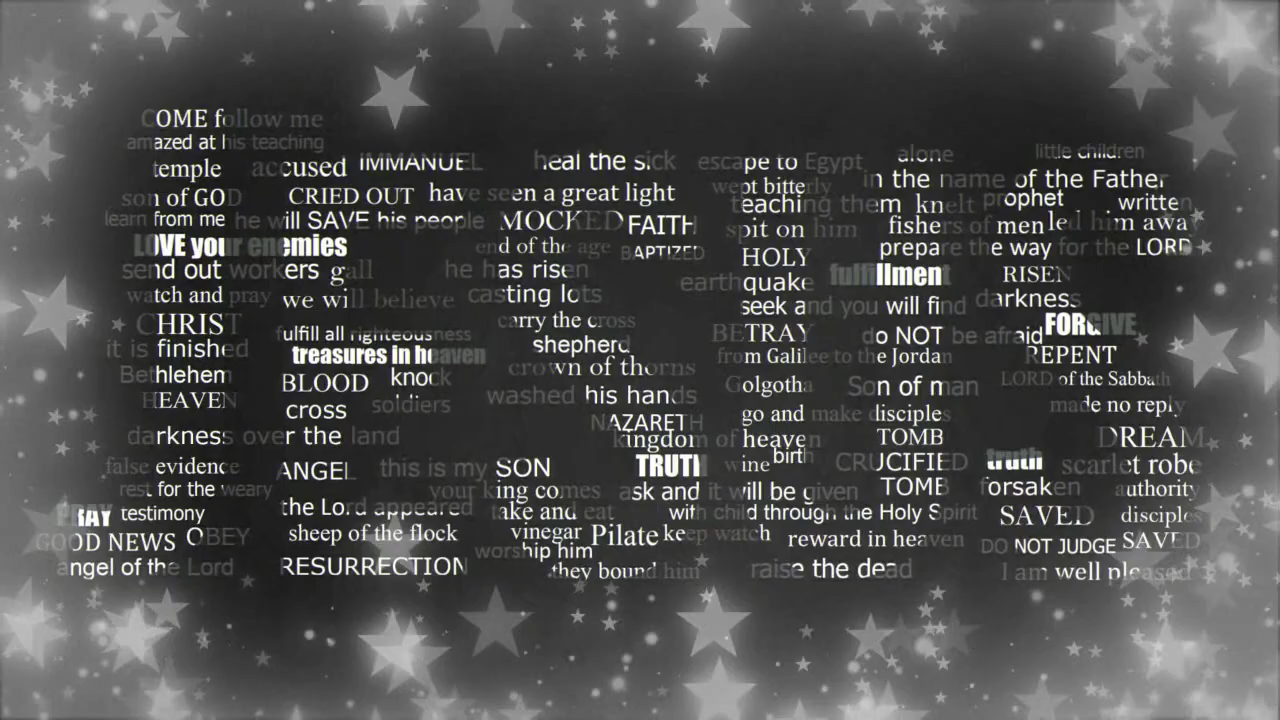 COME follow me
amazed at his teaching
temple accused IMMANUEL heal the sick escape to Egypt alone little children
son of GOD CRIED OUT have seen a great light wept bitterly in the name of the Father
learn from me he will SAVE his people MOCKED FAITH teaching them knelt prophet written
LOVE your enemies end of the age BAPTIZED spit on him fishers of men led him away
send out workers gall he has risen HOLY prepare the way for the LORD
watch and pray we will believe casting lots earthquake fulfillment RISEN
CHRIST carry the cross seek and you will find darkness
it is finished fulfill all righteousness shepherd BETRAY do NOT be afraid FORGIVE
Bethlehem treasures in heaven crown of thorns from Galilee to the Jordan REPENT
HEAVEN BLOOD knock washed his hands Golgotha Son of man LORD of the Sabbath
cross soldiers NAZARETH go and make disciples made no reply
darkness over the land kingdom of heaven TOMB DREAM
false evidence ANGEL this is my SON TRUTH wine birth CRUCIFIED truth scarlet robe
rest for the weary your king comes ask and it will be given TOMB forsaken authority
PRAY testimony the Lord appeared take and eat with child through the Holy Spirit SAVED disciples
GOOD NEWS OBEY sheep of the flock vinegar Pilate keep watch reward in heaven DO NOT JUDGE SAVED
angel of the Lord RESURRECTION worship him they bound him raise the dead I am well pleased